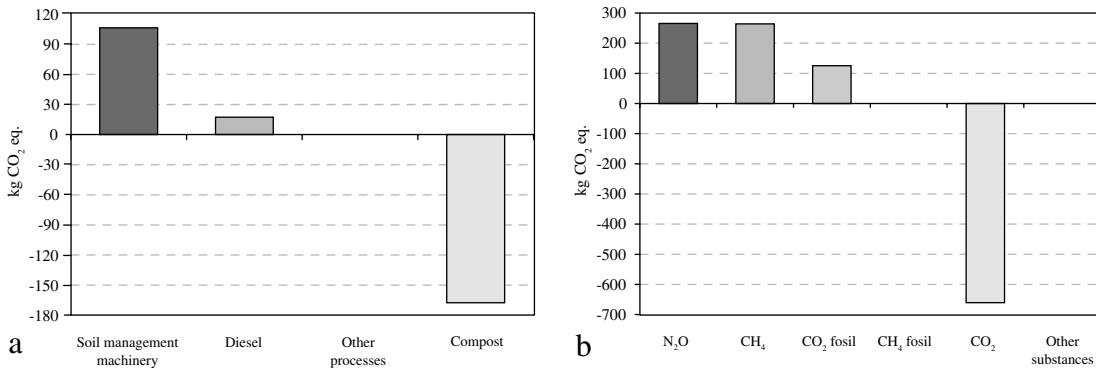 120
90
60
30
0
-30
-60
-90
-120
-150
-180
kg CO₂ eq.
Soil management
machinery
Diesel
Other
processes
Compost
a
300
200
100
0
-100
-200
-300
-400
-500
-600
-700
kg CO₂ eq.
N₂O
CH₄
CO₂ fosil
CH₄ fosil
CO₂
Other
substances
b